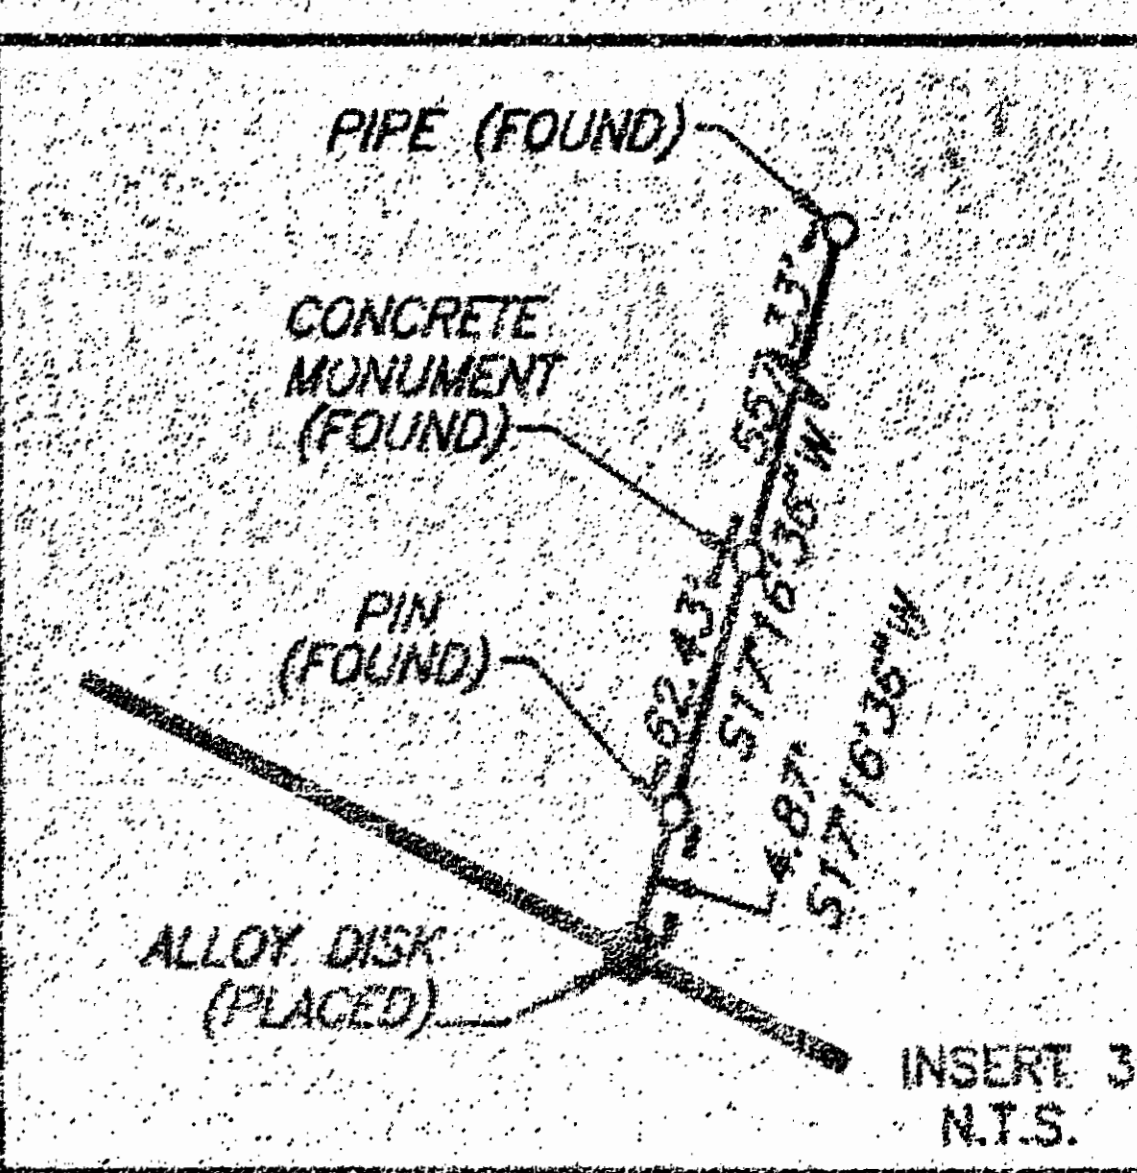 PIPE (FOUND)
CONCRETE
MONUMENT
(FOUND)
62.43'
S17°16'36"W
PIN
(FOUND)
4.87'
S17°16'36"W
ALLOY DISK
(PLACED)
INSERT 3
N.T.S.